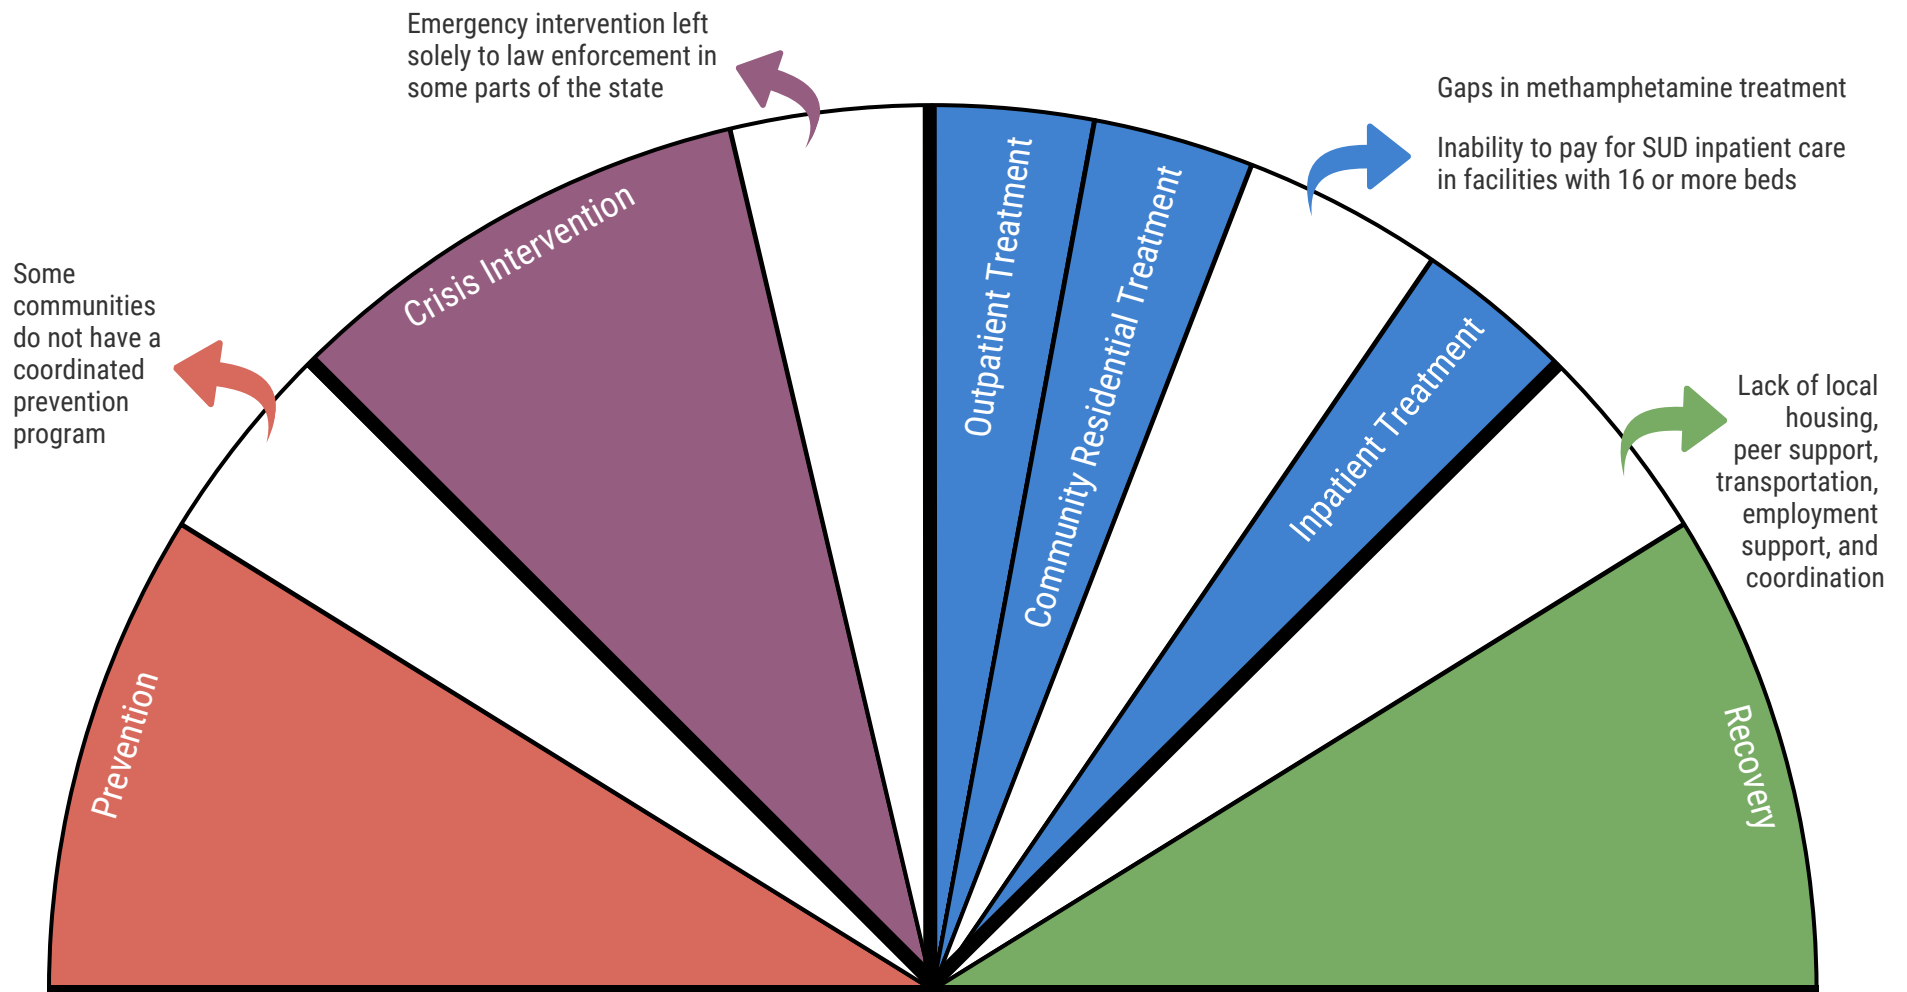 Emergency intervention left
solely to law enforcement in
some parts of the state
Gaps in methamphetamine treatment
Inability to pay for SUD inpatient care
in facilities with 16 or more beds
Some
communities
do not have a
coordinated
prevention
program
Lack of local
housing,
peer support,
transportation,
employment
support, and
coordination
Prevention
Crisis Intervention
Outpatient Treatment
Community Residential Treatment
Inpatient Treatment
Recovery